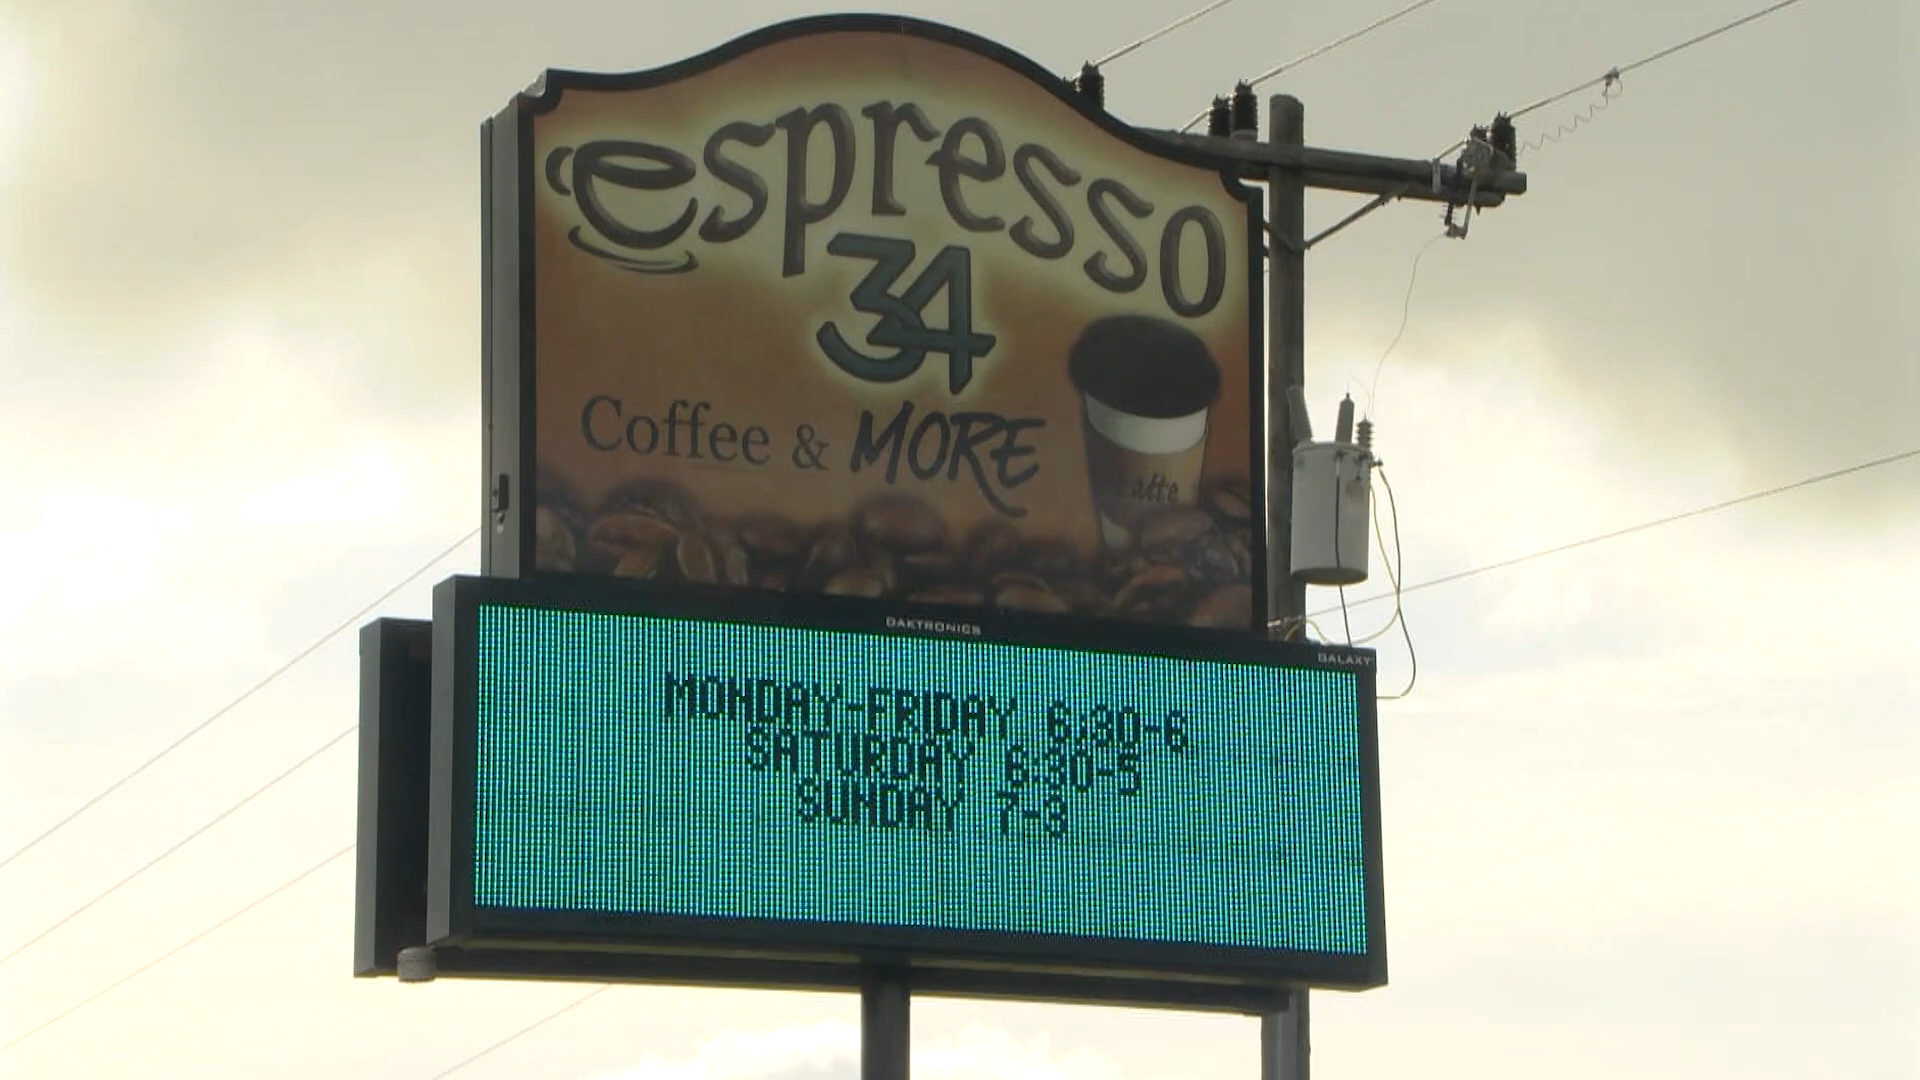 espresso
34
Coffee & MORE
Latte
DAKTRONICS
GALAXY
MONDAY-FRIDAY 6:30-6
SATURDAY 6:30-5
SUNDAY 7-3